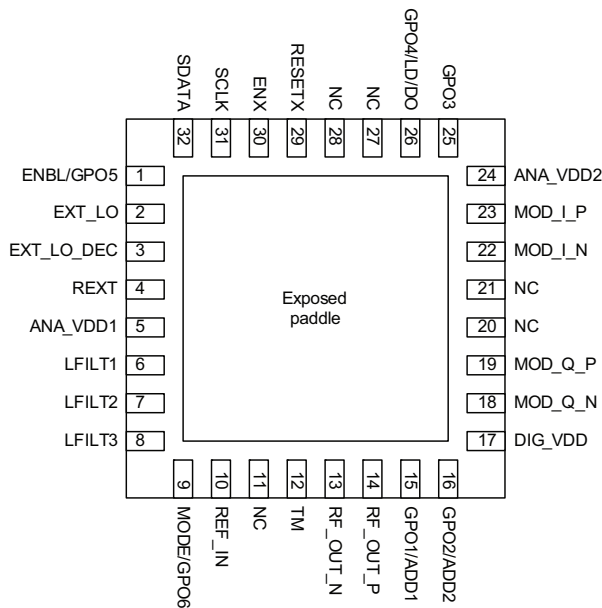 SDATA
SCLK
ENX
RESETX
NC
NC
GPO4/LD/DO
GPO3
32
31
30
29
28
27
26
25
ENBL/GPO5 1
EXT_LO 2
EXT_LO_DEC 3
REXT 4
ANA_VDD1 5
LFILT1 6
LFILT2 7
LFILT3 8
Exposed
paddle
24 ANA_VDD2
23 MOD_I_P
22 MOD_I_N
21 NC
20 NC
19 MOD_Q_P
18 MOD_Q_N
17 DIG_VDD
9
10
11
12
13
14
15
16
MODE/GPO6
REF_IN
NC
TM
RF_OUT_N
RF_OUT_P
GPO1/ADD1
GPO2/ADD2